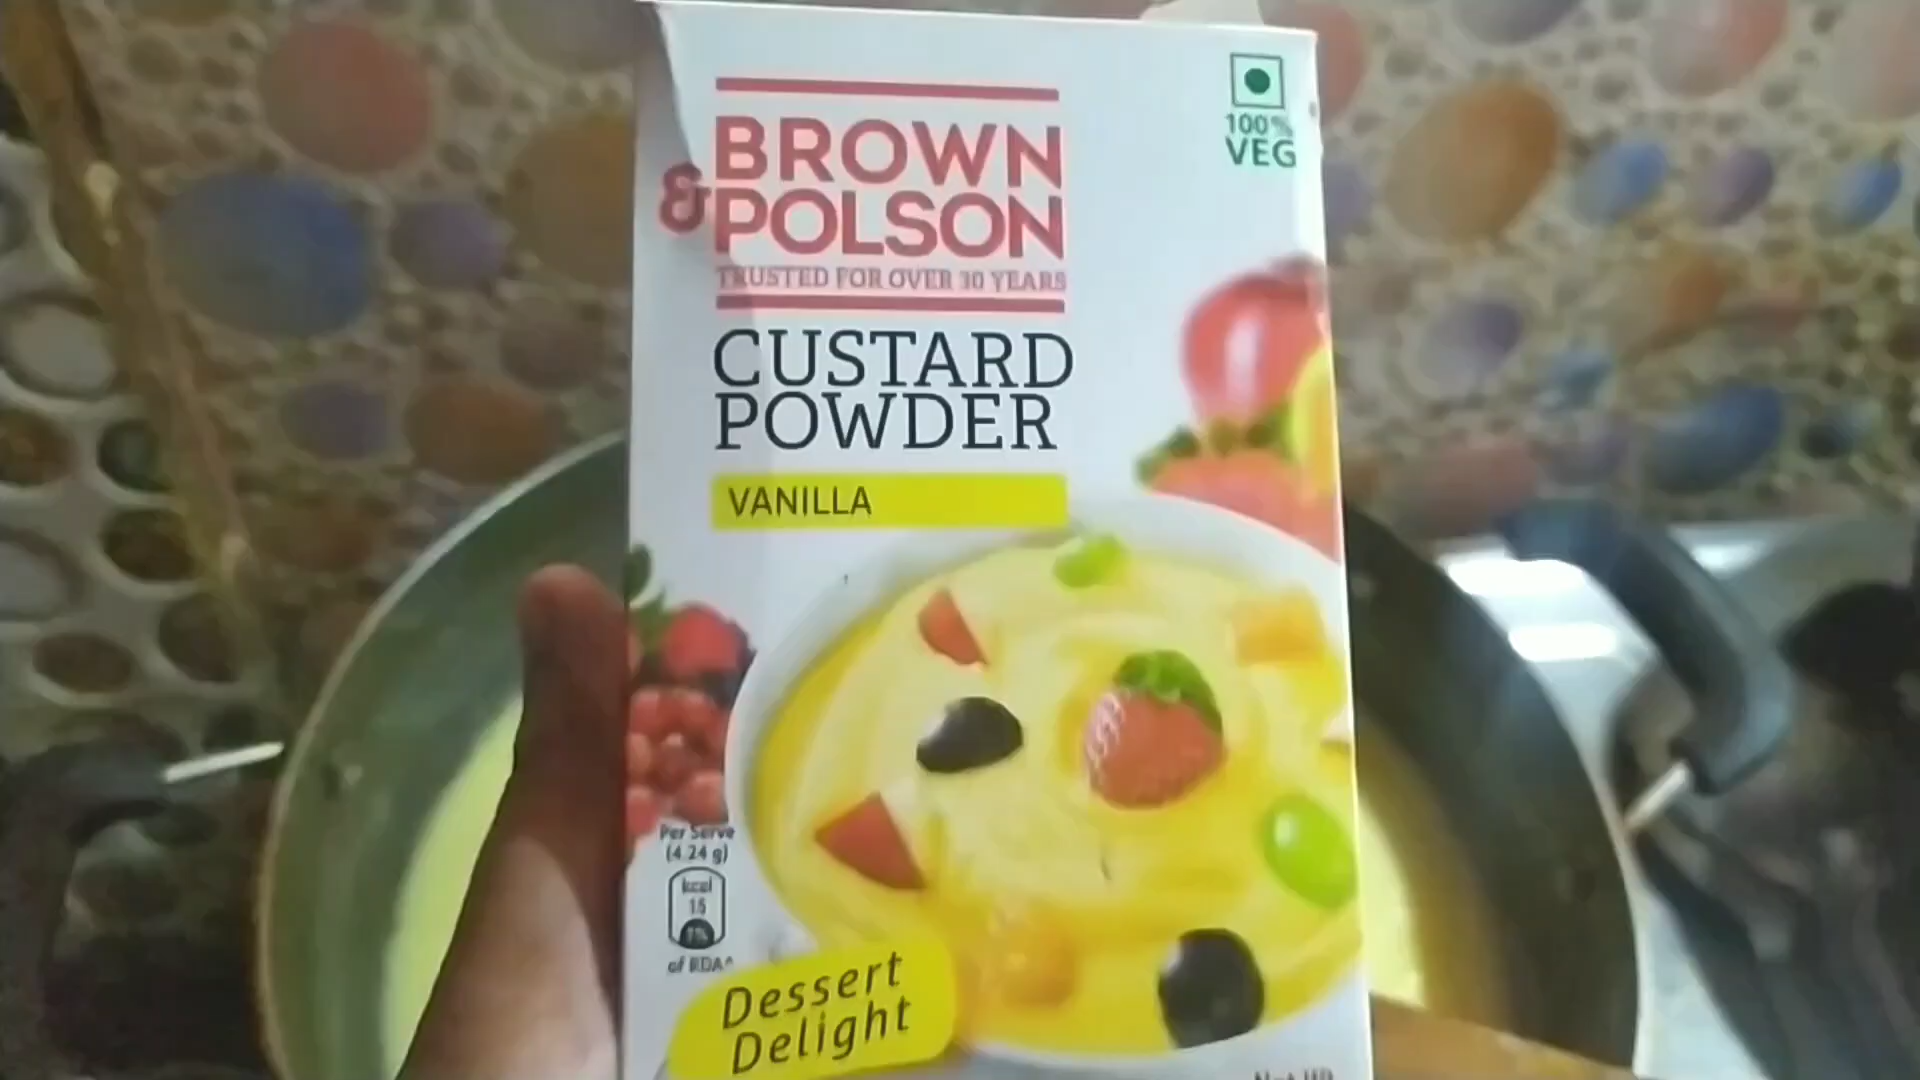 BROWN
& POLSON
TRUSTED FOR OVER 30 YEARS
100%
VEG
CUSTARD
POWDER
VANILLA
Per Serve
(4.24 g)
kcal
15
1%
of RDA^
Dessert
Delight